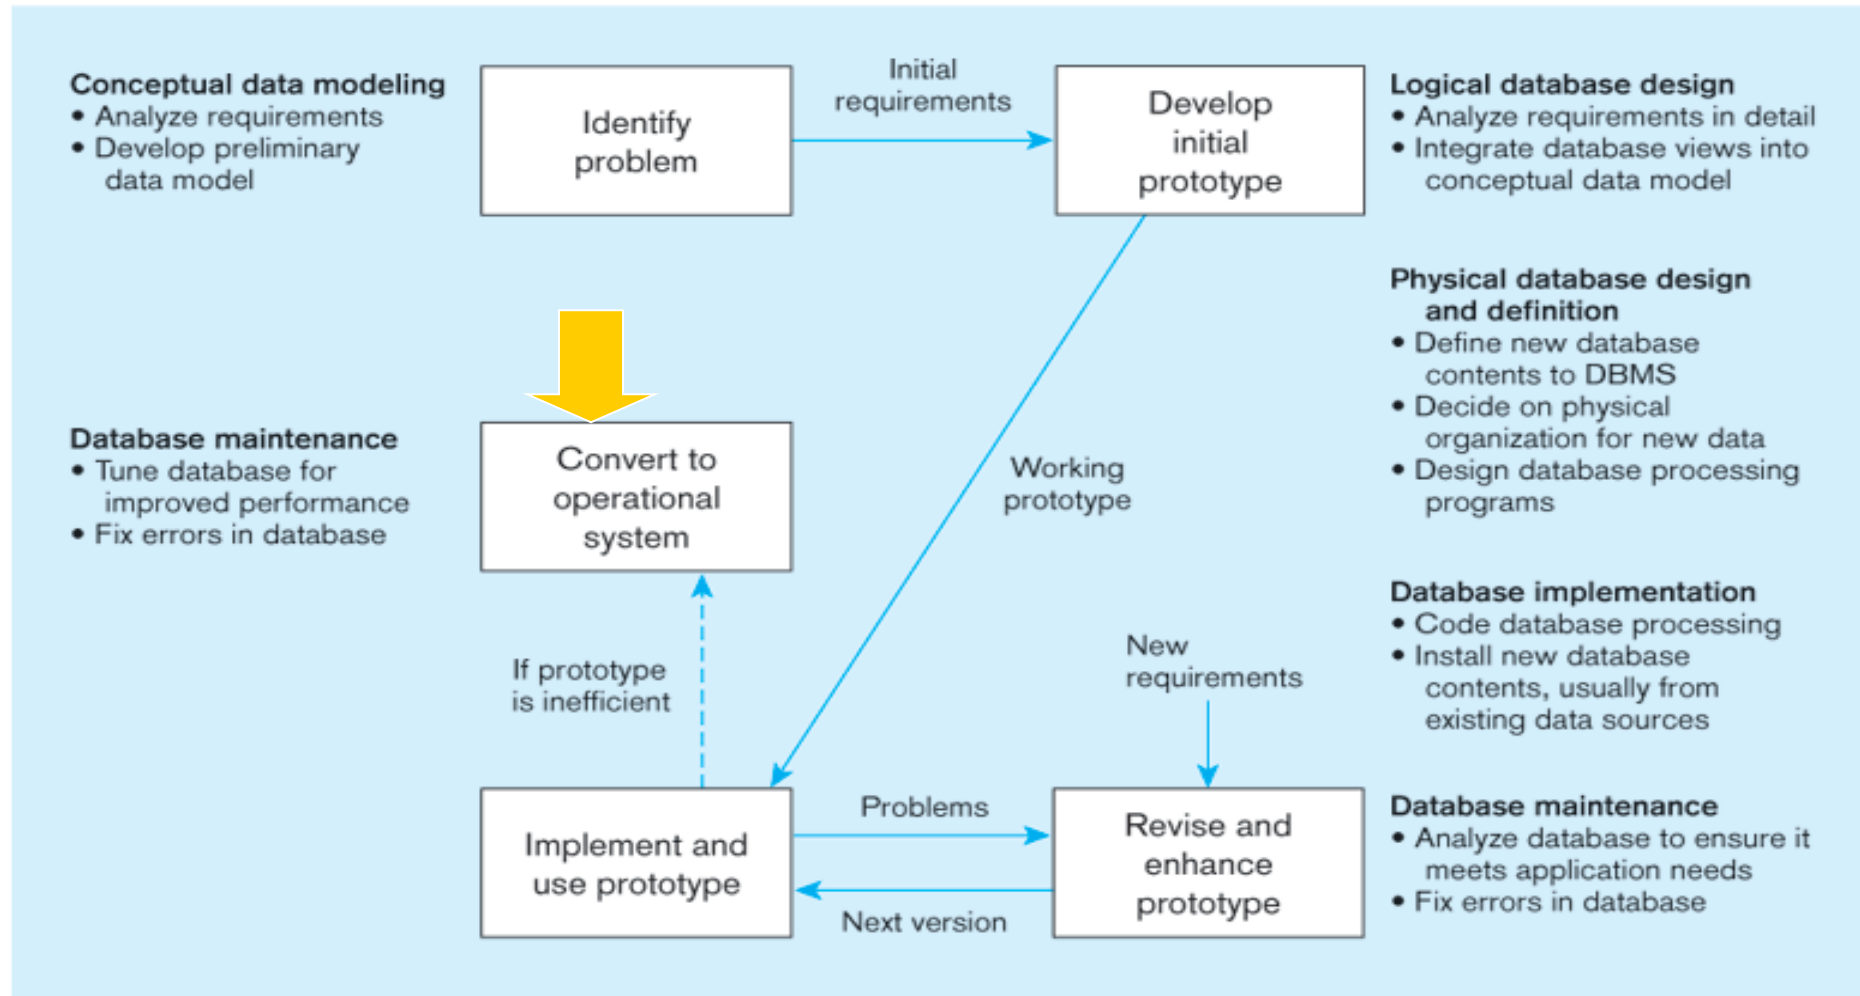 Conceptual data modeling
• Analyze requirements
• Develop preliminary
data model
Identify
problem
Initial
requirements
Develop
initial
prototype
Logical database design
• Analyze requirements in detail
• Integrate database views into
conceptual data model
Physical database design
and definition
• Define new database
contents to DBMS
• Decide on physical
organization for new data
• Design database processing
programs
Database maintenance
• Tune database for
improved performance
• Fix errors in database
Convert to
operational
system
Working
prototype
If prototype
is inefficient
New
requirements
Database implementation
• Code database processing
• Install new database
contents, usually from
existing data sources
Implement and
use prototype
Problems
Next version
Revise and
enhance
prototype
Database maintenance
• Analyze database to ensure it
meets application needs
• Fix errors in database